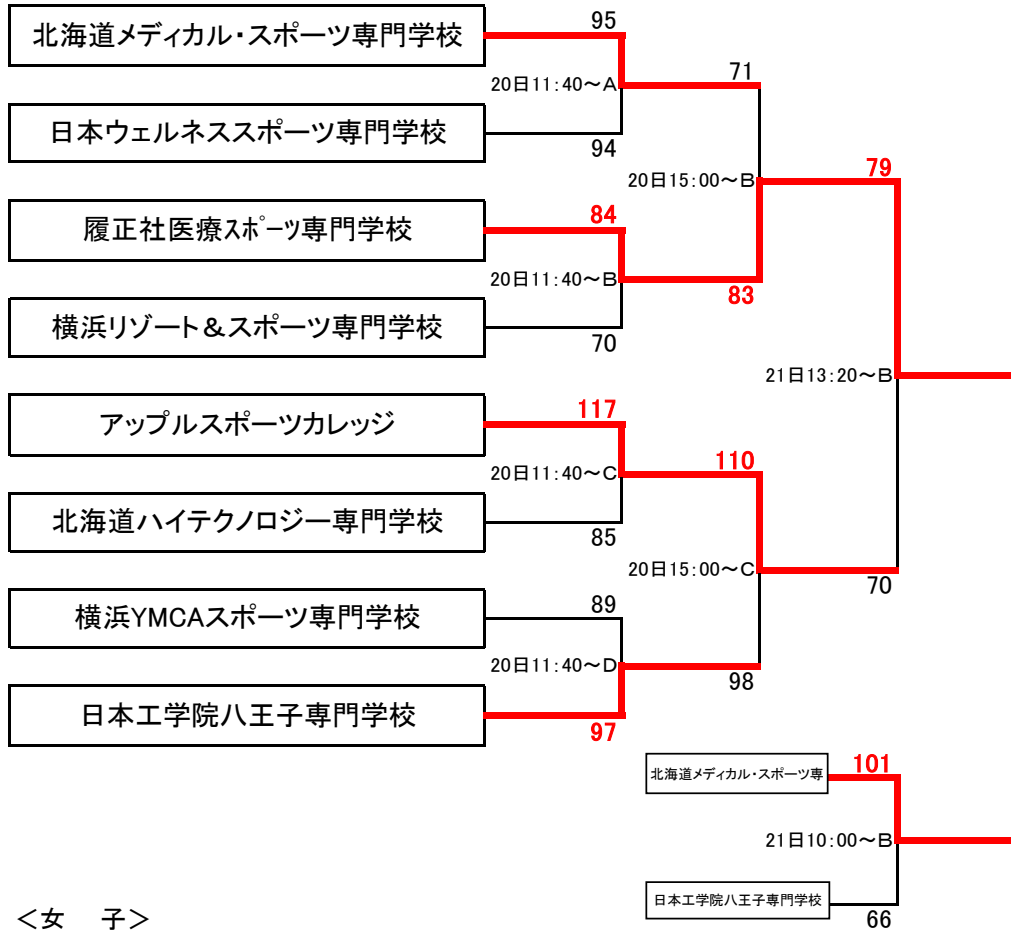 95
北海道メディカル・スポーツ専門学校
71
20日11:40～A
日本ウェルネススポーツ専門学校
94
79
20日15:00～B
84
履正社医療スポーツ専門学校
20日11:40～B
83
横浜リゾート&スポーツ専門学校
70
21日13:20～B
117
アップルスポーツカレッジ
110
20日11:40～C
北海道ハイテクノロジー専門学校
85
20日15:00～C
70
89
横浜YMCAスポーツ専門学校
20日11:40～D
98
日本工学院八王子専門学校
97
101
北海道メディカル・スポーツ専
21日10:00～B
日本工学院八王子専門学校
66
＜女　子＞